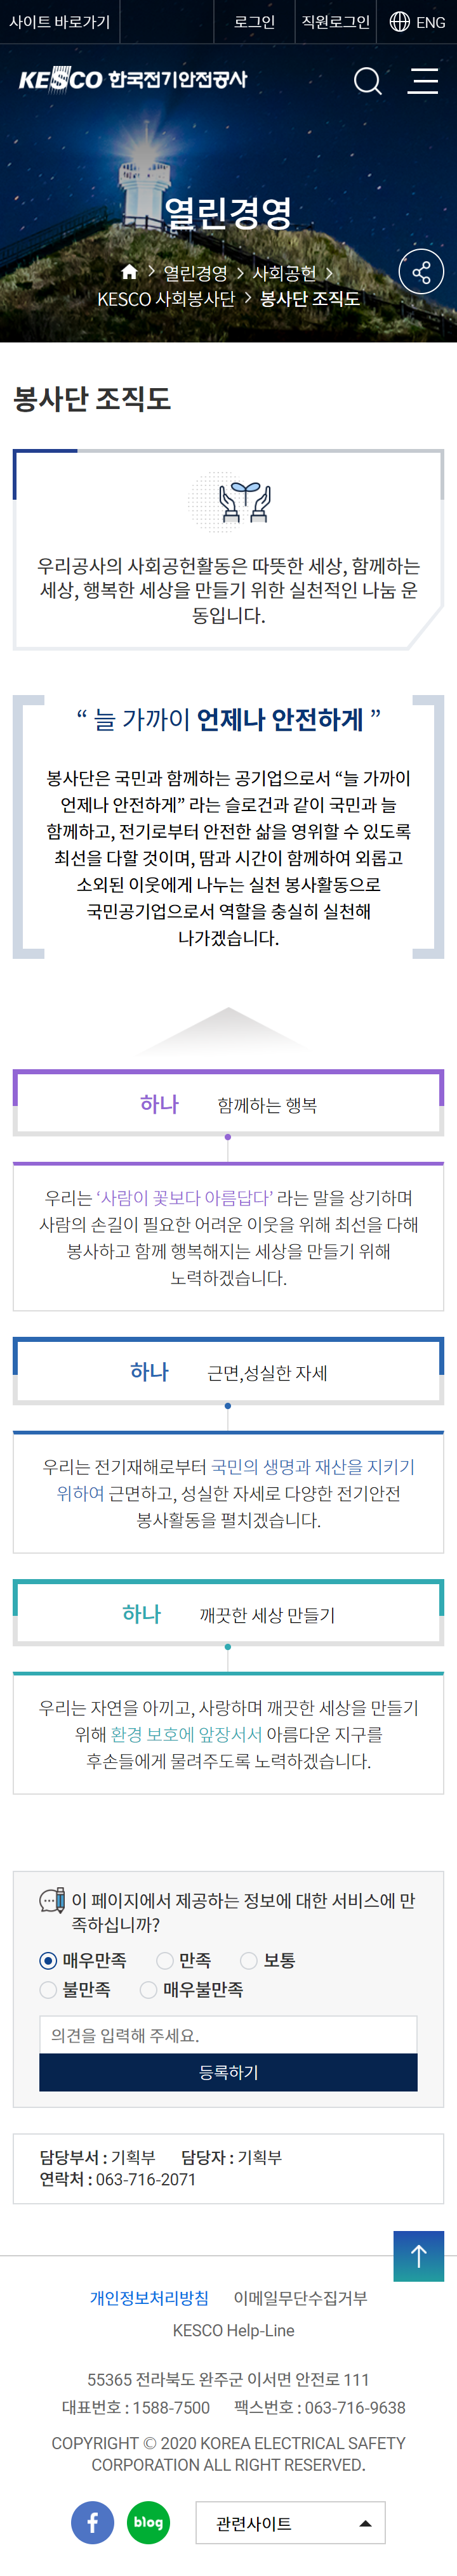 사이트 바로가기
로그인
직원로그인
ENG
KESCO 한국전기안전공사
열린경영
열린경영 > 사회공헌 >
KESCO 사회봉사단 > 봉사단 조직도
봉사단 조직도
우리공사의 사회공헌활동은 따뜻한 세상, 함께하는
세상, 행복한 세상을 만들기 위한 실천적인 나눔 운
동입니다.
“ 늘 가까이 언제나 안전하게 ”
봉사단은 국민과 함께하는 공기업으로서 “늘 가까이
언제나 안전하게” 라는 슬로건과 같이 국민과 늘
함께하고, 전기로부터 안전한 삶을 영위할 수 있도록
최선을 다할 것이며, 땀과 시간이 함께하여 외롭고
소외된 이웃에게 나누는 실천 봉사활동으로
국민공기업으로서 역할을 충실히 실천해
나가겠습니다.
하나 함께하는 행복
우리는 ‘사람이 꽃보다 아름답다’ 라는 말을 상기하며
사람의 손길이 필요한 어려운 이웃을 위해 최선을 다해
봉사하고 함께 행복해지는 세상을 만들기 위해
노력하겠습니다.
하나 근면,성실한 자세
우리는 전기재해로부터 국민의 생명과 재산을 지키기
위하여 근면하고, 성실한 자세로 다양한 전기안전
봉사활동을 펼치겠습니다.
하나 깨끗한 세상 만들기
우리는 자연을 아끼고, 사랑하며 깨끗한 세상을 만들기
위해 환경 보호에 앞장서서 아름다운 지구를
후손들에게 물려주도록 노력하겠습니다.
이 페이지에서 제공하는 정보에 대한 서비스에 만
족하십니까?
매우만족 만족 보통
불만족 매우불만족
의견을 입력해 주세요.
등록하기
담당부서 : 기획부 담당자 : 기획부
연락처 : 063-716-2071
개인정보처리방침 이메일무단수집거부
KESCO Help-Line
55365 전라북도 완주군 이서면 안전로 111
대표번호 : 1588-7500 팩스번호 : 063-716-9638
COPYRIGHT © 2020 KOREA ELECTRICAL SAFETY
CORPORATION ALL RIGHT RESERVED.
f blog 관련사이트